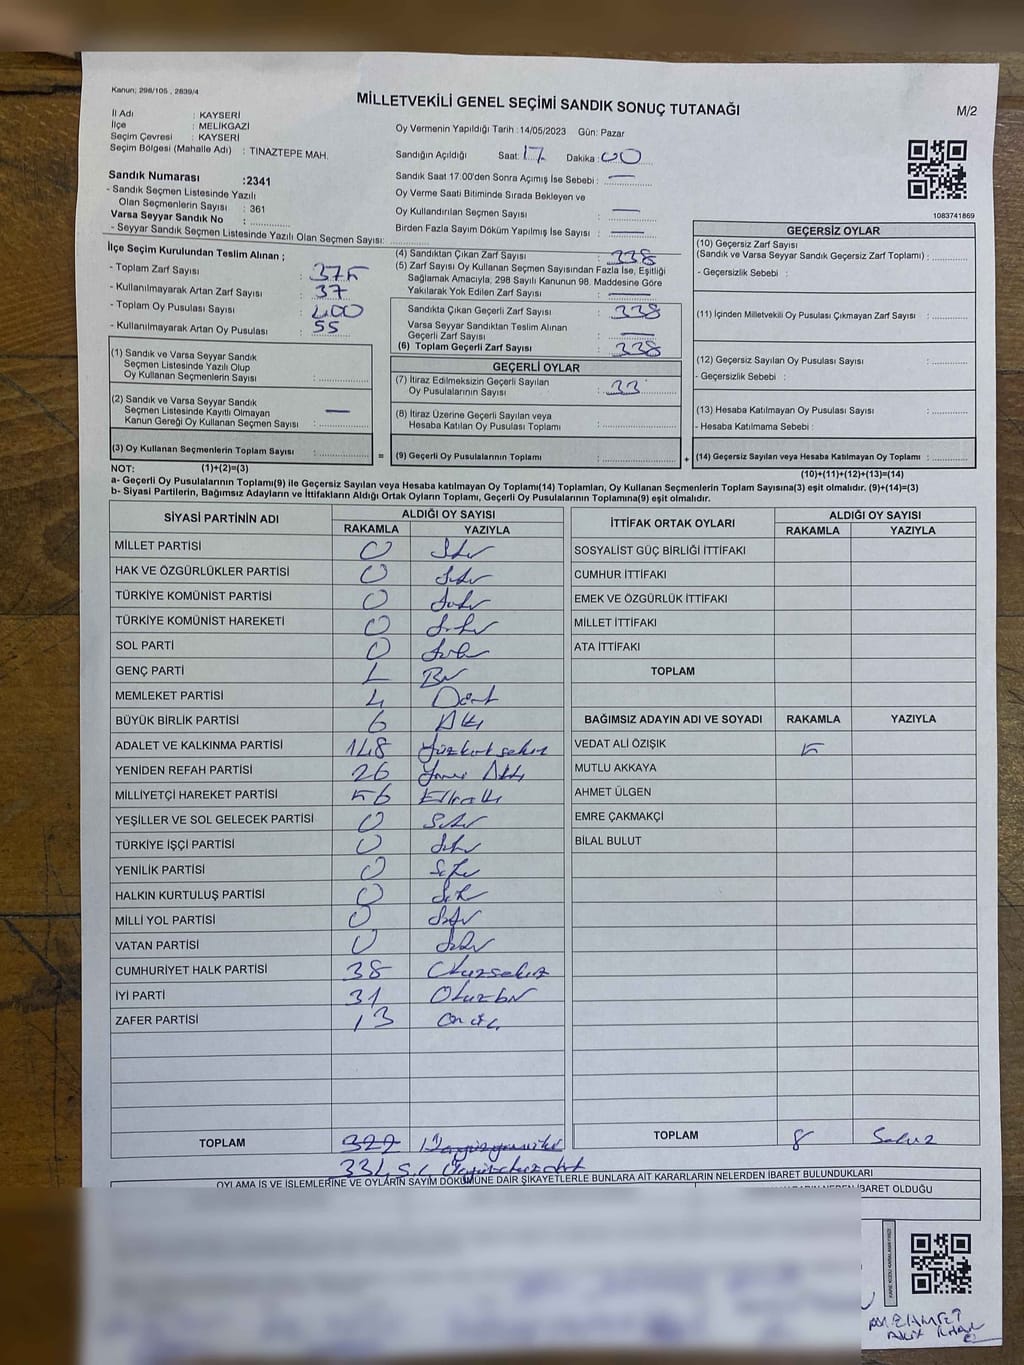 Kanun; 298/105 , 2839/4
MİLLETVEKİLİ GENEL SEÇİMİ SANDIK SONUÇ TUTANAĞI
M/2
İl Adı : KAYSERİ
İlçe : MELİKGAZİ
Seçim Çevresi : KAYSERİ
Seçim Bölgesi (Mahalle Adı) : TINAZTEPE MAH.
Sandık Numarası :2341
- Sandık Seçmen Listesinde Yazılı
Olan Seçmenlerin Sayısı : 361
Varsa Seyyar Sandık No :
- Seyyar Sandık Seçmen Listesinde Yazılı Olan Seçmen Sayısı:
Oy Vermenin Yapıldığı Tarih :14/05/2023 Gün: Pazar
Sandığın Açıldığı Saat: 17 Dakika : 00
Sandık Saat 17:00'den Sonra Açımış İse Sebebi : —
Oy Verme Saati Bitiminde Sırada Bekleyen ve
Oy Kullandırılan Seçmen Sayısı : —
Birden Fazla Sayım Döküm Yapılmış İse Sayısı : —
1083741869
İlçe Seçim Kurulundan Teslim Alınan ;
- Toplam Zarf Sayısı : 375
- Kullanılmayarak Artan Zarf Sayısı : 37
- Toplam Oy Pusulası Sayısı : 400
- Kullanılmayarak Artan Oy Pusulası : 55
(4) Sandıktan Çıkan Zarf Sayısı : 338
(5) Zarf Sayısı Oy Kullanan Seçmen Sayısından Fazla İse, Eşitliği
Sağlamak Amacıyla, 298 Sayılı Kanunun 98. Maddesine Göre
Yakılarak Yok Edilen Zarf Sayısı : —
Sandıkta Çıkan Geçerli Zarf Sayısı : 338
Varsa Seyyar Sandıktan Teslim Alınan
Geçerli Zarf Sayısı : —
(6) Toplam Geçerli Zarf Sayısı : 338
GEÇERSİZ OYLAR
(10) Geçersiz Zarf Sayısı
(Sandık ve Varsa Seyyar Sandık Geçersiz Zarf Toplamı) :
- Geçersizlik Sebebi :
(11) İçinden Milletvekili Oy Pusulası Çıkmayan Zarf Sayısı :
(12) Geçersiz Sayılan Oy Pusulası Sayısı :
- Geçersizlik Sebebi :
(13) Hesaba Katılmayan Oy Pusulası Sayısı :
- Hesaba Katılmama Sebebi :
(14) Geçersiz Sayılan veya Hesaba Katılmayan Oy Toplamı :
(10)+(11)+(12)+(13)=(14)
(1) Sandık ve Varsa Seyyar Sandık
Seçmen Listesinde Yazılı Olup
Oy Kullanan Seçmenlerin Sayısı :
(2) Sandık ve Varsa Seyyar Sandık
Seçmen Listesinde Kayıtlı Olmayan
Kanun Gereği Oy Kullanan Seçmen Sayısı : —
(3) Oy Kullanan Seçmenlerin Toplam Sayısı :
(1)+(2)=(3)
GEÇERLİ OYLAR
(7) İtiraz Edilmeksizin Geçerli Sayılan
Oy Pusulalarının Sayısı : 33
(8) İtiraz Üzerine Geçerli Sayılan veya
Hesaba Katılan Oy Pusulası Toplamı :
= (9) Geçerli Oy Pusulalarının Toplamı : +
NOT:
a- Geçerli Oy Pusulalarının Toplamı(9) ile Geçersiz Sayılan veya Hesaba katılmayan Oy Toplamı(14) Toplamları, Oy Kullanan Seçmenlerin Toplam Sayısına(3) eşit olmalıdır. (9)+(14)=(3)
b- Siyasi Partilerin, Bağımsız Adayların ve İttifakların Aldığı Ortak Oyların Toplamı, Geçerli Oy Pusulalarının Toplamına(9) eşit olmalıdır.
SİYASİ PARTİNİN ADI ALDIĞI OY SAYISI
RAKAMLA YAZIYLA
MİLLET PARTİSİ 0 Sıfır
HAK VE ÖZGÜRLÜKLER PARTİSİ 0 Sıfır
TÜRKİYE KOMÜNİST PARTİSİ 0 Sıfır
TÜRKİYE KOMÜNİST HAREKETİ 0 Sıfır
SOL PARTİ 0 Sıfır
GENÇ PARTİ 1 Bir
MEMLEKET PARTİSİ 4 Dört
BÜYÜK BİRLİK PARTİSİ 6 Altı
ADALET VE KALKINMA PARTİSİ 148 Yüzkırksekiz
YENİDEN REFAH PARTİSİ 26 Yirmi Altı
MİLLİYETÇİ HAREKET PARTİSİ 56 Elli altı
YEŞİLLER VE SOL GELECEK PARTİSİ 0 Sıfır
TÜRKİYE İŞÇİ PARTİSİ 0 Sıfır
YENİLİK PARTİSİ 0 Sıfır
HALKIN KURTULUŞ PARTİSİ 0 Sıfır
MİLLİ YOL PARTİSİ 0 Sıfır
VATAN PARTİSİ 0 Sıfır
CUMHURİYET HALK PARTİSİ 38 Otuzsekiz
İYİ PARTİ 31 Otuzbir
ZAFER PARTİSİ 13 Onüç
TOPLAM 322
İTTİFAK ORTAK OYLARI ALDIĞI OY SAYISI
RAKAMLA YAZIYLA
SOSYALİST GÜÇ BİRLİĞİ İTTİFAKI
CUMHUR İTTİFAKI
EMEK VE ÖZGÜRLÜK İTTİFAKI
MİLLET İTTİFAKI
ATA İTTİFAKI
TOPLAM
BAĞIMSIZ ADAYIN ADI VE SOYADI RAKAMLA YAZIYLA
VEDAT ALİ ÖZIŞIK 5
MUTLU AKKAYA
AHMET ÜLGEN
EMRE ÇAKMAKÇİ
BİLAL BULUT
TOPLAM 8 Sekiz
OYLAMA İŞ VE İŞLEMLERİNE VE OYLARIN SAYIM DÖKÜMÜNE DAİR ŞİKAYETLERLE BUNLARA AİT KARARLARIN NELERDEN İBARET BULUNDUKLARI
İBARET OLDUĞU